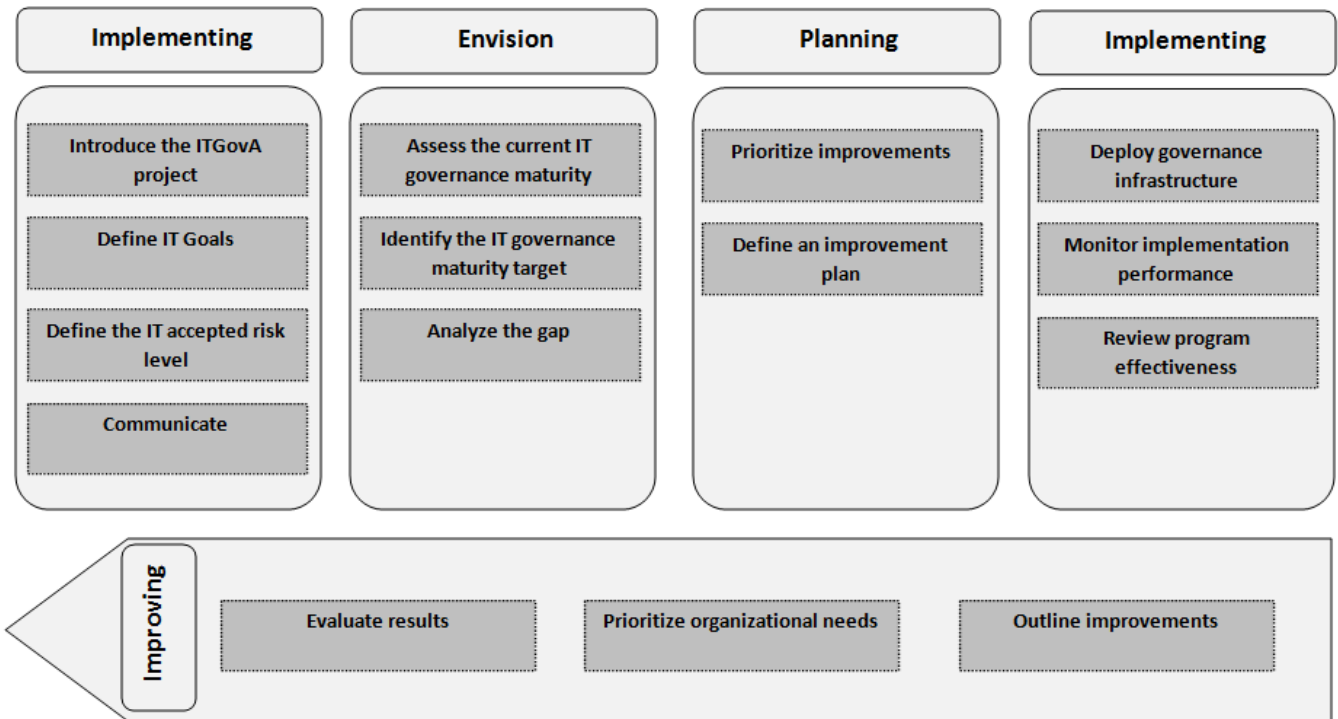 Implementing
Envision
Planning
Implementing
Introduce the ITGovA
project
Define IT Goals
Define the IT accepted risk
level
Communicate
Assess the current IT
governance maturity
Identify the IT governance
maturity target
Analyze the gap
Prioritize improvements
Define an improvement
plan
Deploy governance
infrastructure
Monitor implementation
performance
Review program
effectiveness
Improving
Evaluate results
Prioritize organizational needs
Outline improvements